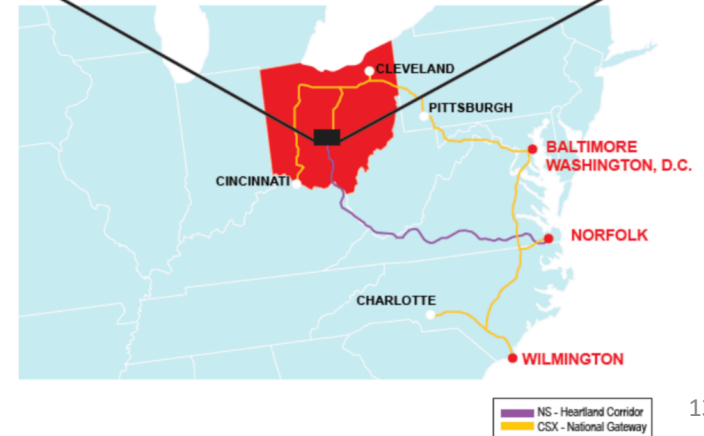 CLEVELAND
PITTSBURGH
BALTIMORE
WASHINGTON, D.C.
CINCINNATI
NORFOLK
CHARLOTTE
WILMINGTON
NS - Heartland Corridor
CSX - National Gateway